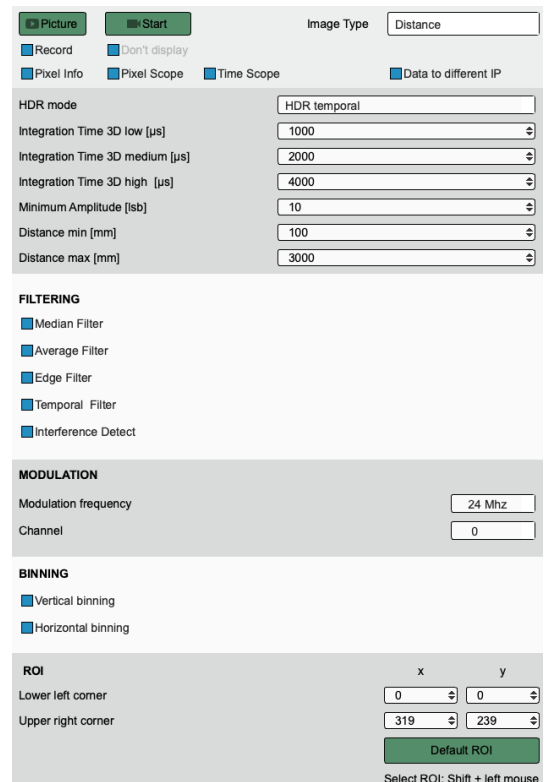 Picture Start Image Type Distance
Record Don't display
Pixel Info Pixel Scope Time Scope Data to different IP
HDR mode HDR temporal
Integration Time 3D low [µs] 1000
Integration Time 3D medium [µs] 2000
Integration Time 3D high [µs] 4000
Minimum Amplitude [lsb] 10
Distance min [mm] 100
Distance max [mm] 3000
FILTERING
Median Filter
Average Filter
Edge Filter
Temporal Filter
Interference Detect
MODULATION
Modulation frequency 24 Mhz
Channel 0
BINNING
Vertical binning
Horizontal binning
ROI x y
Lower left corner 0 0
Upper right corner 319 239
Default ROI
Select ROI: Shift + left mouse